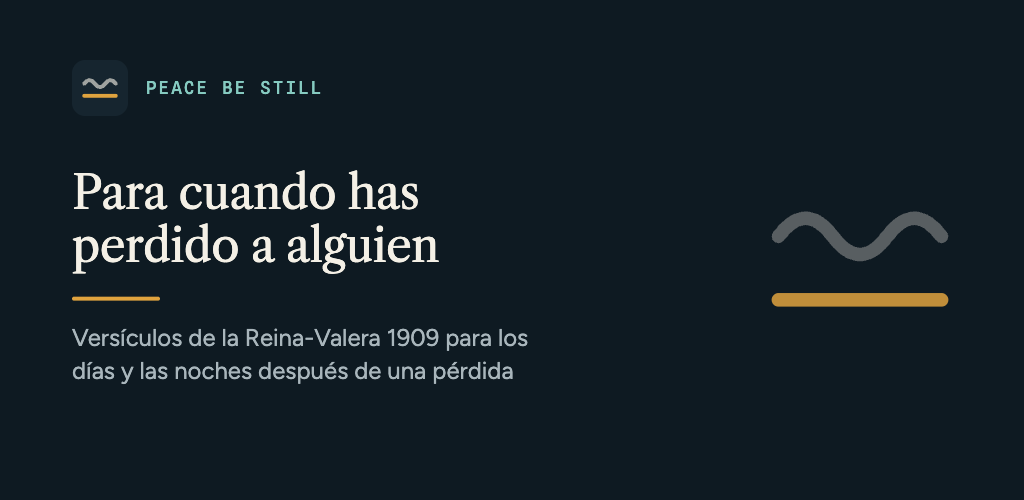 PEACE BE STILL
Para cuando has
perdido a alguien
Versículos de la Reina-Valera 1909 para los
días y las noches después de una pérdida